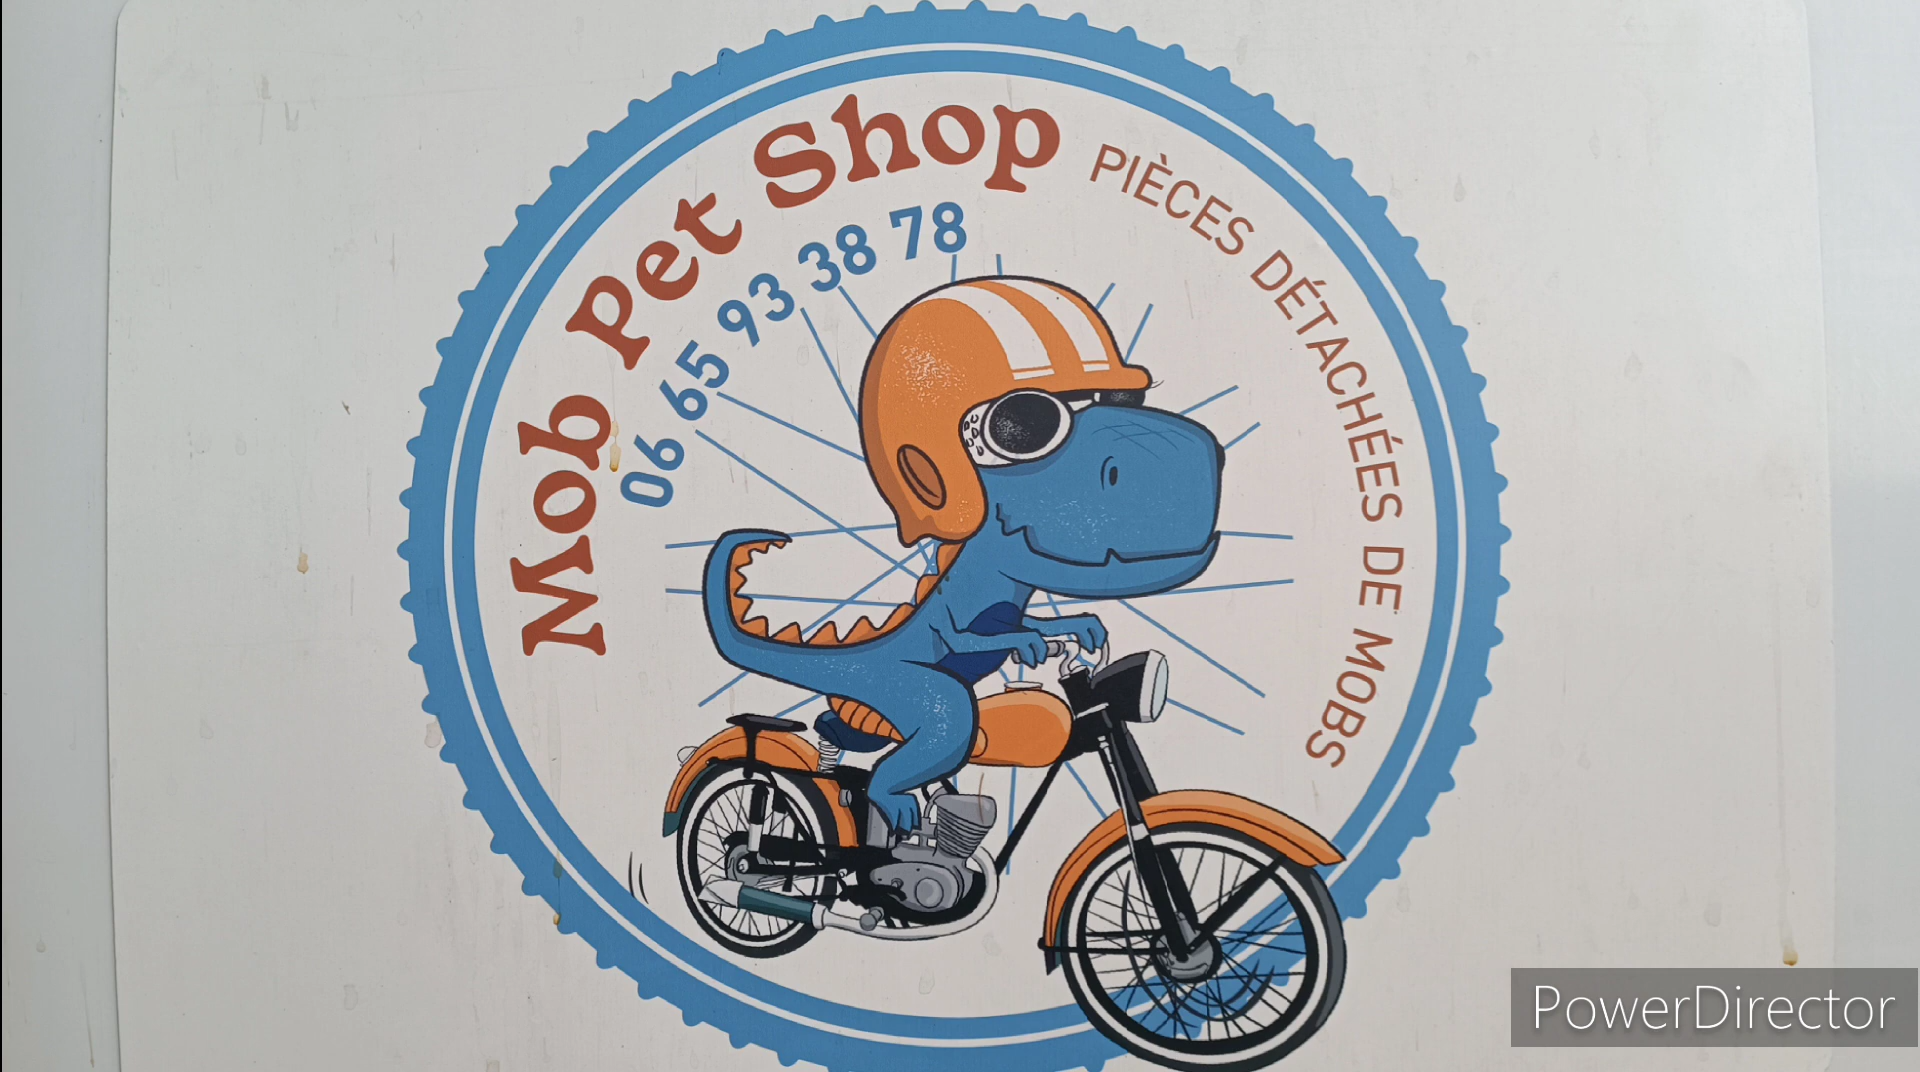 Mob Pet Shop
06 65 93 38 78
PIÈCES DÉTACHÉES DE MOBS
PowerDirector